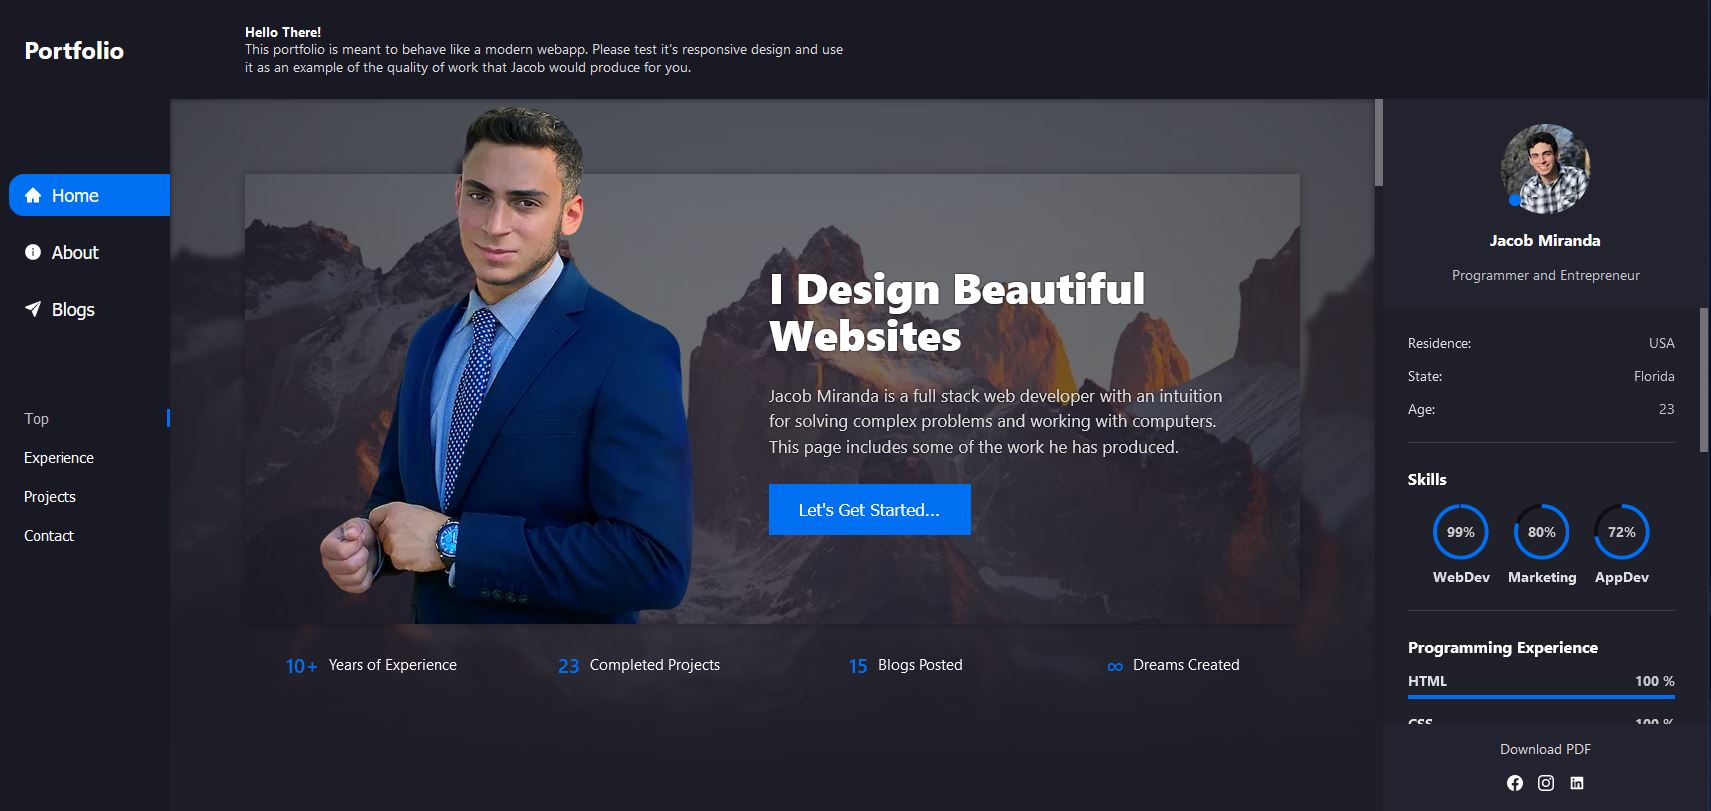 Portfolio
Hello There!
This portfolio is meant to behave like a modern webapp. Please test it's responsive design and use
it as an example of the quality of work that Jacob would produce for you.
Home
About
Blogs
Top
Experience
Projects
Contact
I Design Beautiful
Websites
Jacob Miranda is a full stack web developer with an intuition
for solving complex problems and working with computers.
This page includes some of the work he has produced.
Let's Get Started...
10+ Years of Experience
23 Completed Projects
15 Blogs Posted
∞ Dreams Created
Jacob Miranda
Programmer and Entrepreneur
Residence: USA
State: Florida
Age: 23
Skills
99% 80% 72%
WebDev Marketing AppDev
Programming Experience
HTML 100 %
CSS 100 %
Download PDF